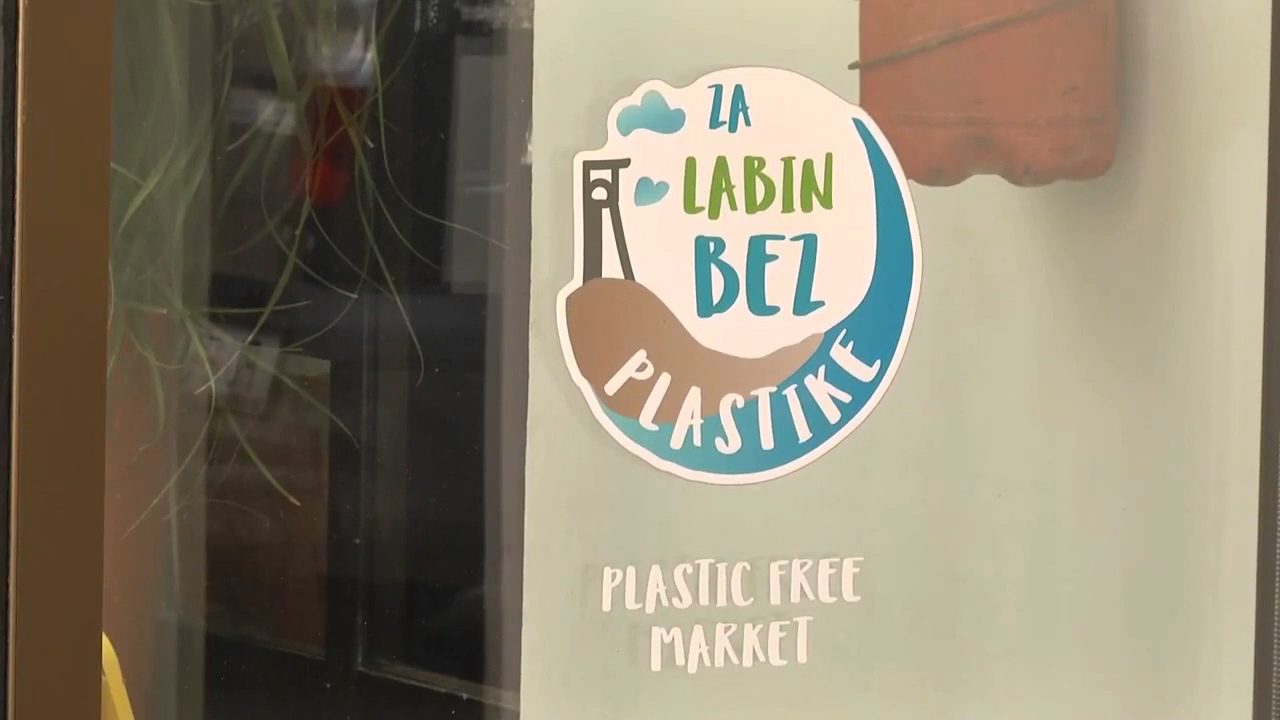 ZA
LABIN
BEZ
PLASTIKE
PLASTIC FREE
MARKET